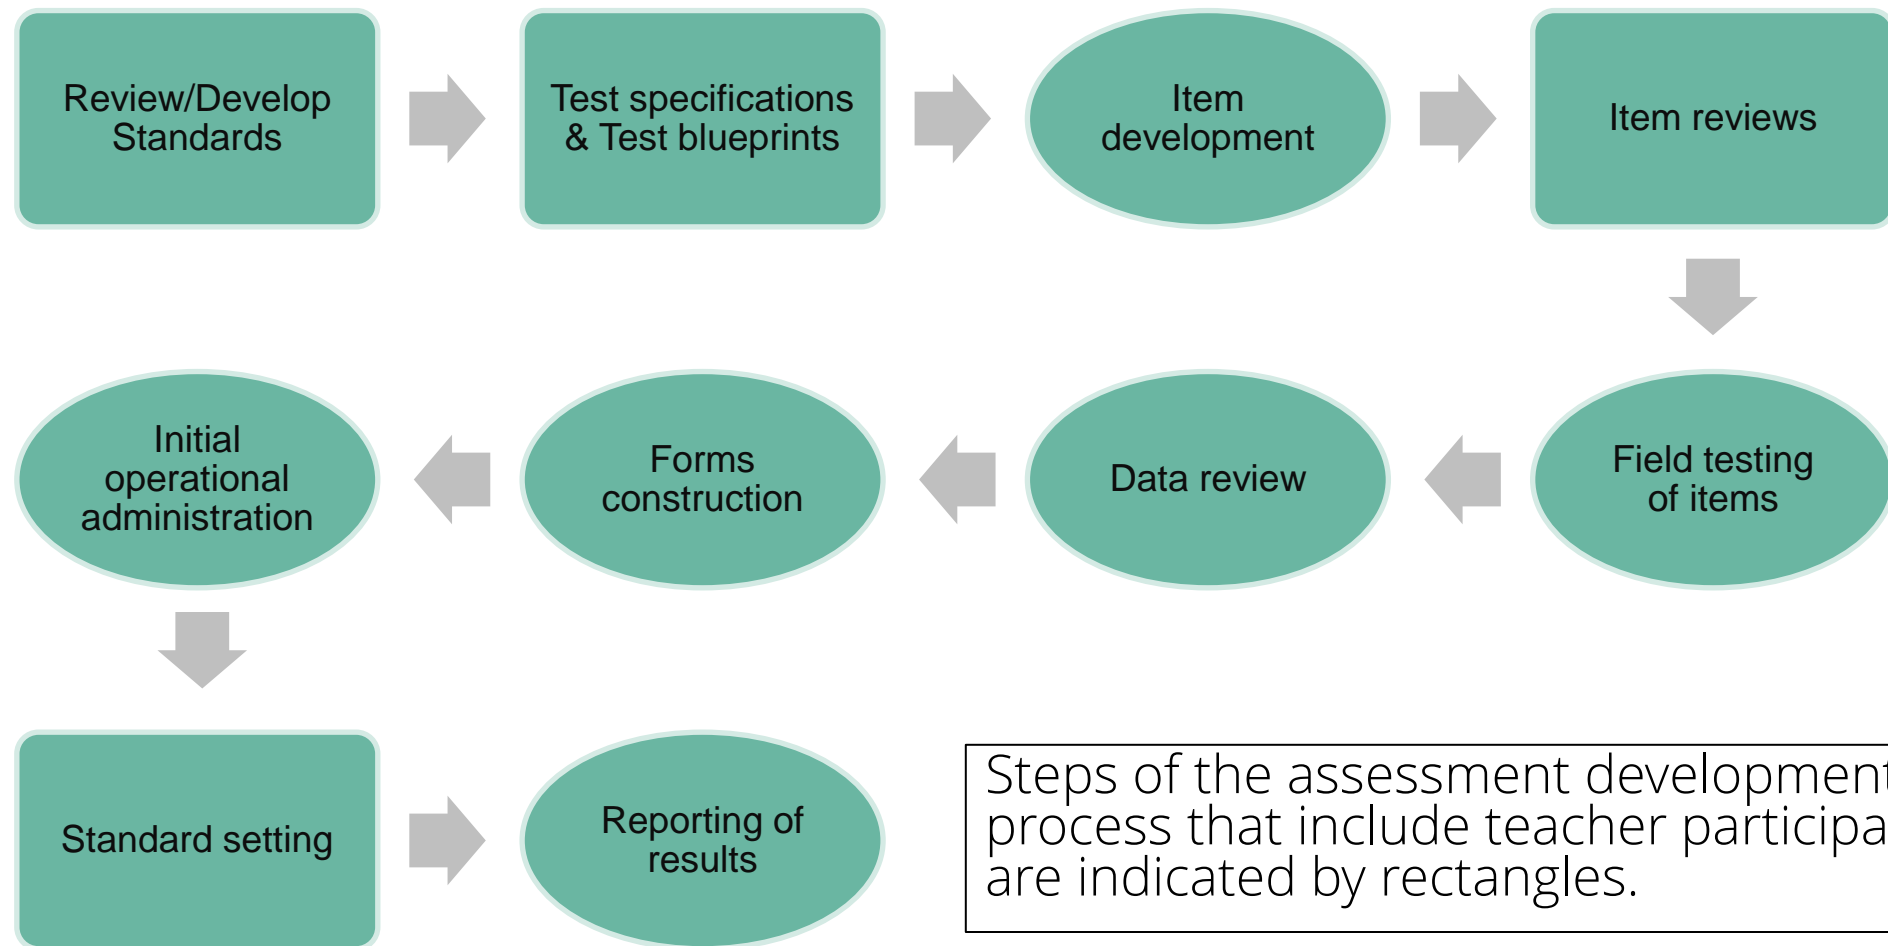 Review/Develop
Standards
Test specifications
& Test blueprints
Item
development
Item reviews
Field testing
of items
Data review
Forms
construction
Initial
operational
administration
Standard setting
Reporting of
results
Steps of the assessment development
process that include teacher participa
are indicated by rectangles.